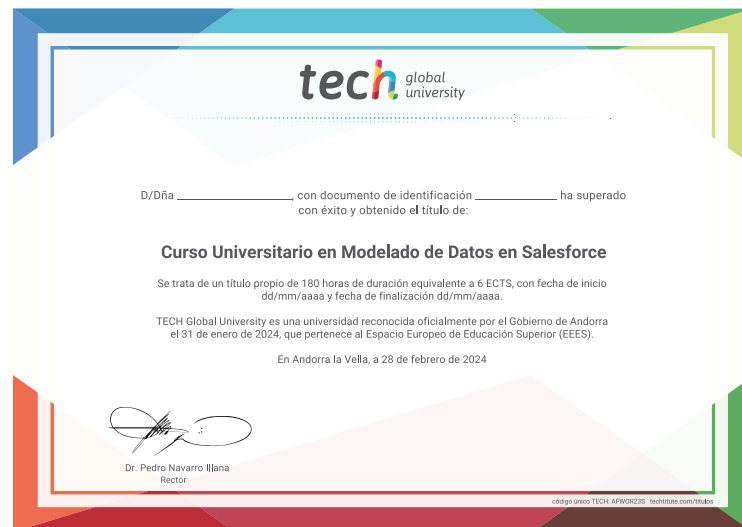 tech global university
D/Dña ____________, con documento de identificación ____________ ha superado
con éxito y obtenido el título de:
Curso Universitario en Modelado de Datos en Salesforce
Se trata de un título propio de 180 horas de duración equivalente a 6 ECTS, con fecha de inicio
dd/mm/aaaa y fecha de finalización dd/mm/aaaa.
TECH Global University es una universidad reconocida oficialmente por el Gobierno de Andorra
el 31 de enero de 2024, que pertenece al Espacio Europeo de Educación Superior (EEES).
En Andorra la Vella, a 28 de febrero de 2024
Dr. Pedro Navarro Illana
Rector
código único TECH: AFWOR23S techtitute.com/titulos